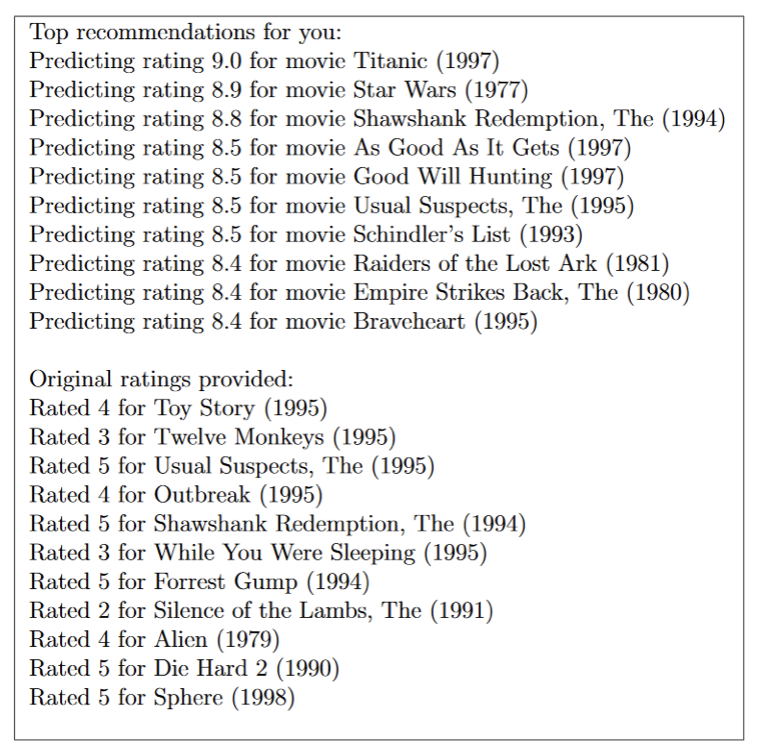 Top recommendations for you:
Predicting rating 9.0 for movie Titanic (1997)
Predicting rating 8.9 for movie Star Wars (1977)
Predicting rating 8.8 for movie Shawshank Redemption, The (1994)
Predicting rating 8.5 for movie As Good As It Gets (1997)
Predicting rating 8.5 for movie Good Will Hunting (1997)
Predicting rating 8.5 for movie Usual Suspects, The (1995)
Predicting rating 8.5 for movie Schindler's List (1993)
Predicting rating 8.4 for movie Raiders of the Lost Ark (1981)
Predicting rating 8.4 for movie Empire Strikes Back, The (1980)
Predicting rating 8.4 for movie Braveheart (1995)
Original ratings provided:
Rated 4 for Toy Story (1995)
Rated 3 for Twelve Monkeys (1995)
Rated 5 for Usual Suspects, The (1995)
Rated 4 for Outbreak (1995)
Rated 5 for Shawshank Redemption, The (1994)
Rated 3 for While You Were Sleeping (1995)
Rated 5 for Forrest Gump (1994)
Rated 2 for Silence of the Lambs, The (1991)
Rated 4 for Alien (1979)
Rated 5 for Die Hard 2 (1990)
Rated 5 for Sphere (1998)